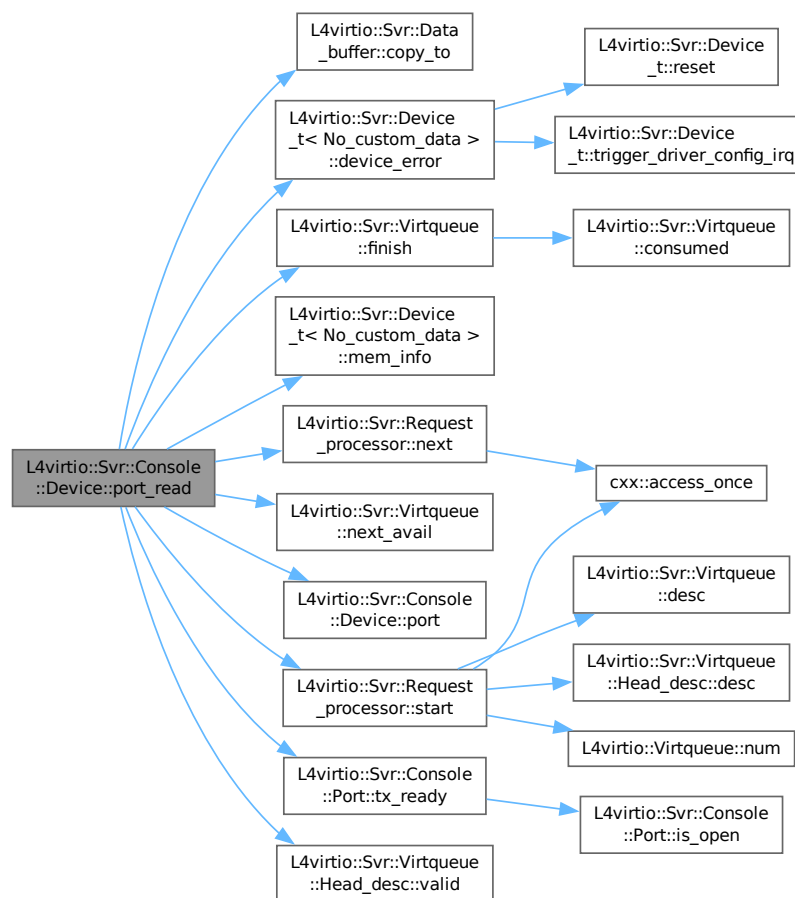 L4virtio::Svr::Console
::Device::port_read
L4virtio::Svr::Data
_buffer::copy_to
L4virtio::Svr::Device
_t< No_custom_data >
::device_error
L4virtio::Svr::Virtqueue
::finish
L4virtio::Svr::Device
_t< No_custom_data >
::mem_info
L4virtio::Svr::Request
_processor::next
L4virtio::Svr::Virtqueue
::next_avail
L4virtio::Svr::Console
::Device::port
L4virtio::Svr::Request
_processor::start
L4virtio::Svr::Console
::Port::tx_ready
L4virtio::Svr::Virtqueue
::Head_desc::valid
L4virtio::Svr::Device
_t::reset
L4virtio::Svr::Device
_t::trigger_driver_config_irq
L4virtio::Svr::Virtqueue
::consumed
cxx::access_once
L4virtio::Svr::Virtqueue
::desc
L4virtio::Svr::Virtqueue
::Head_desc::desc
L4virtio::Virtqueue::num
L4virtio::Svr::Console
::Port::is_open